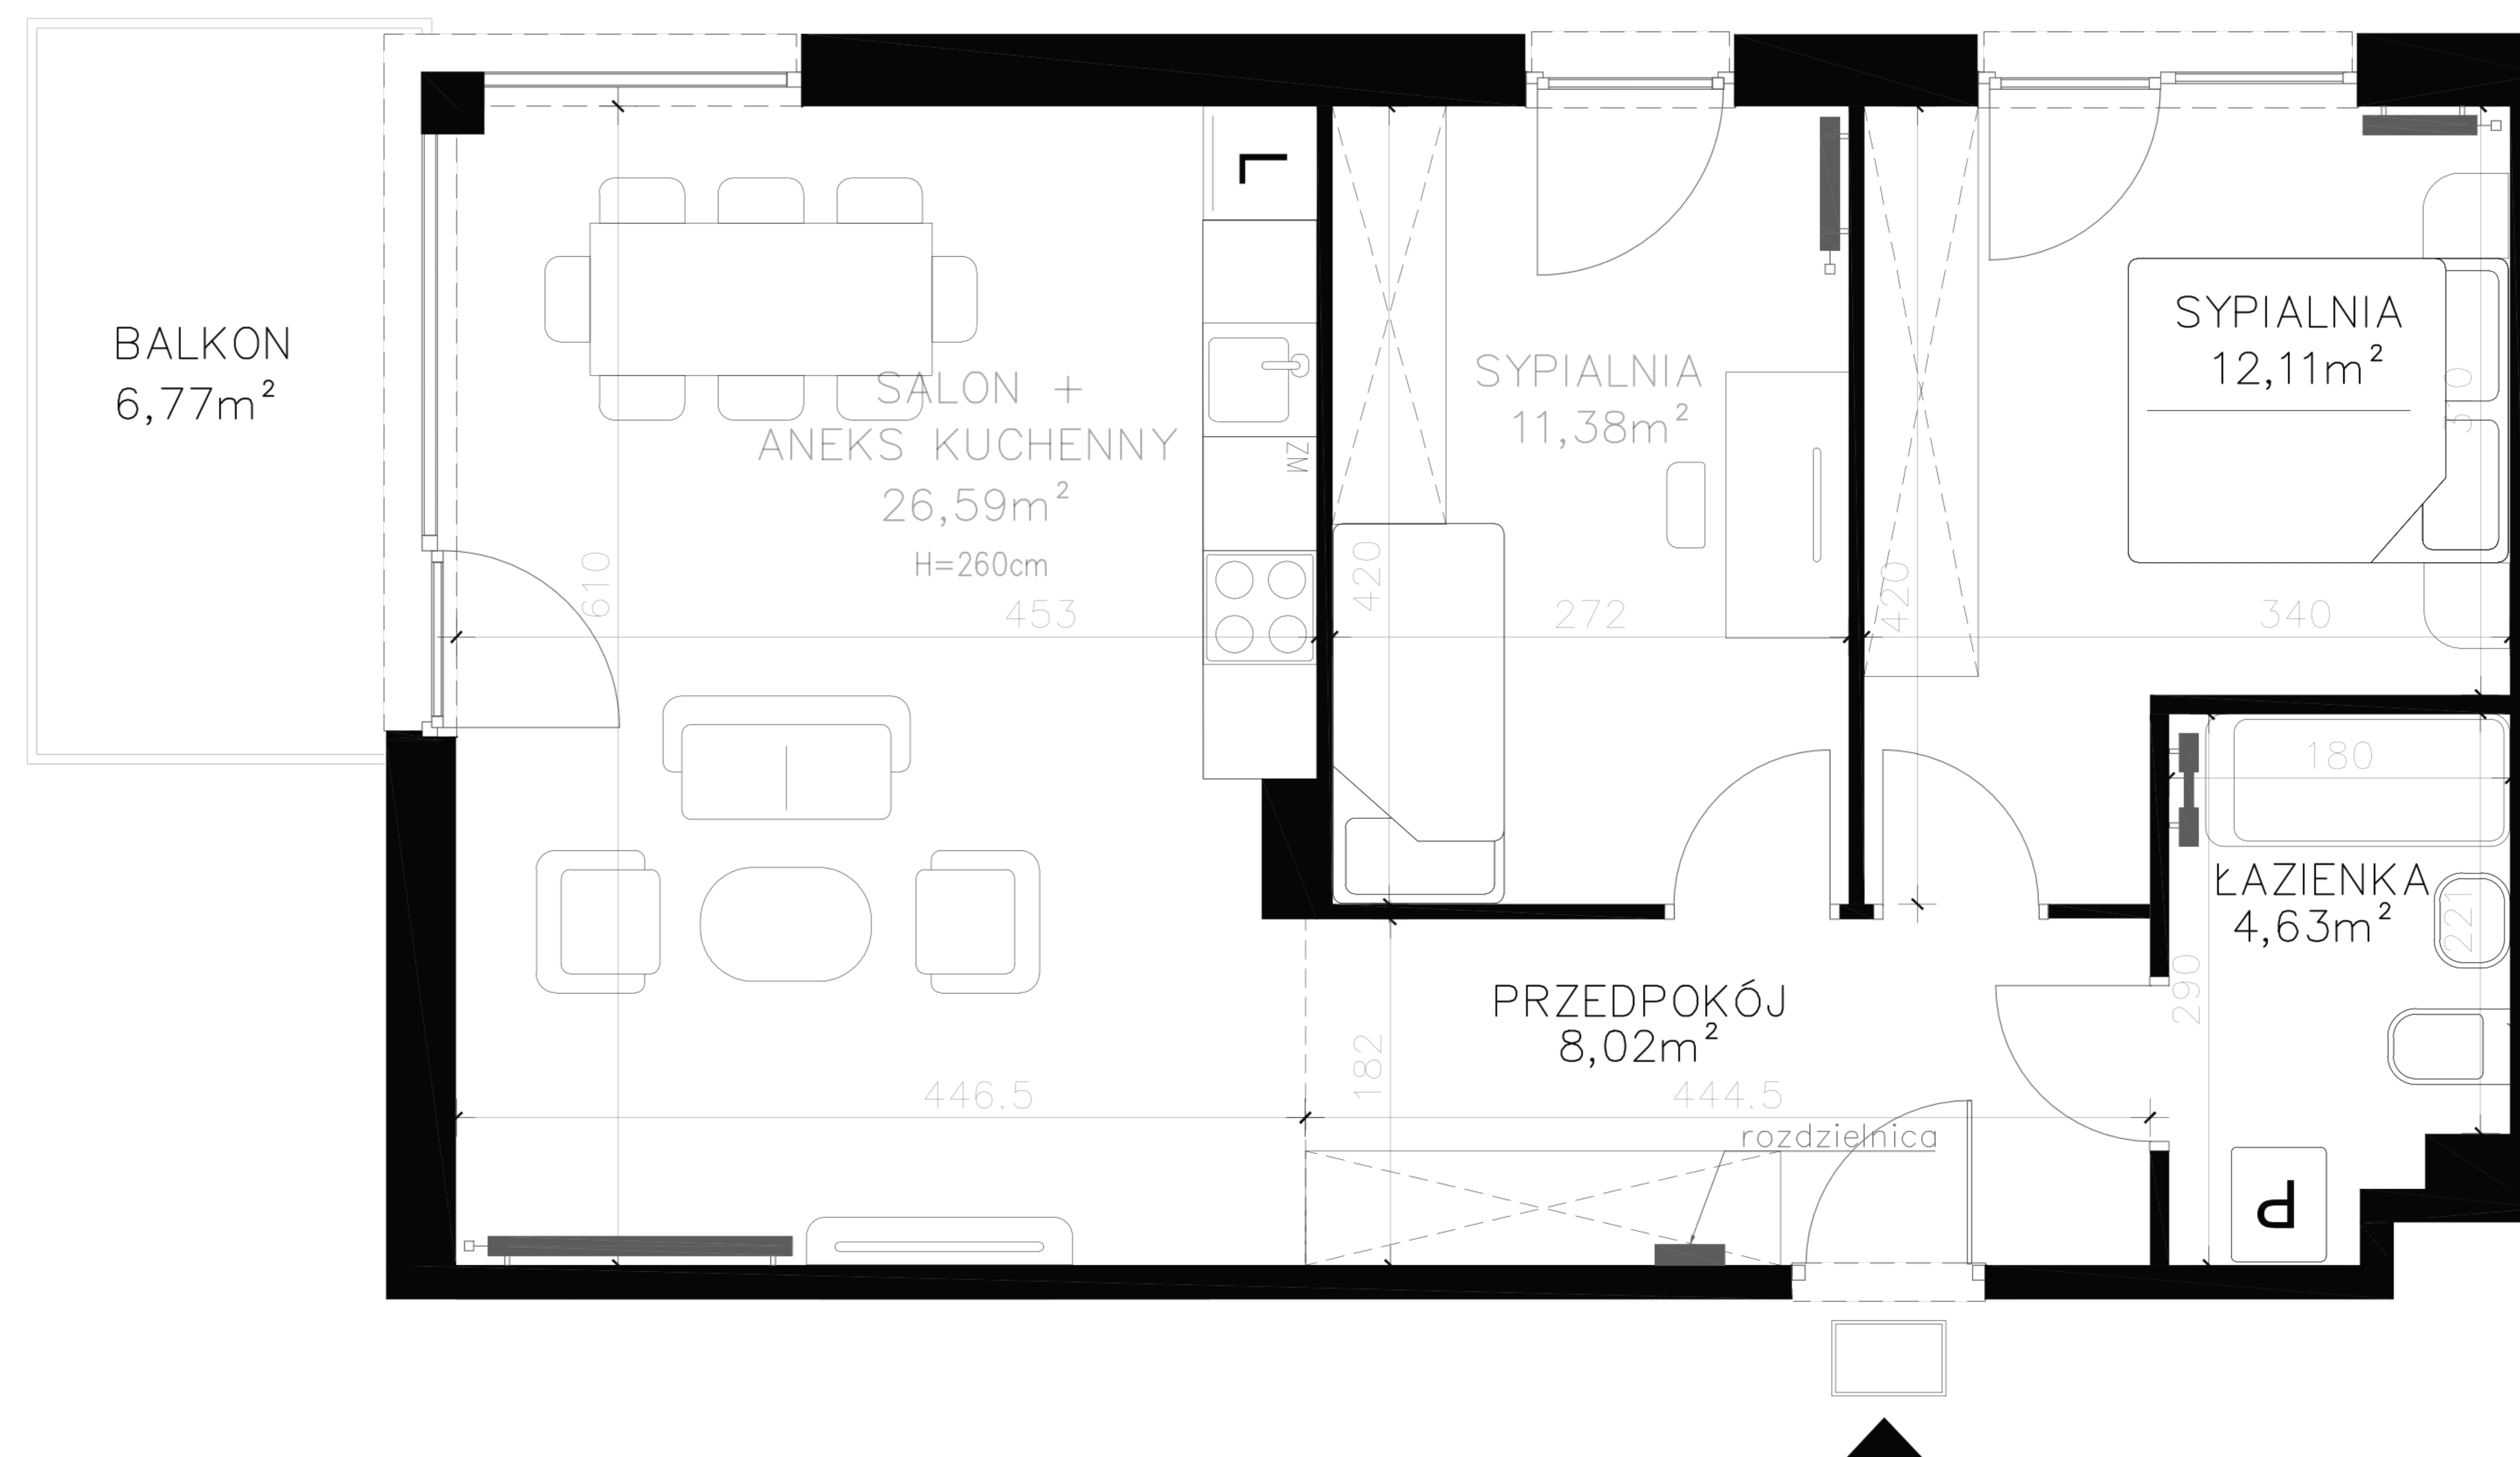 BALKON
6,77m²
SALON +
ANEKS KUCHENNY
26,59m²
H=260cm
610
453
446.5
L
ZM
SYPIALNIA
11,38m²
420
272
SYPIALNIA
12,11m²
420
340
310
180
ŁAZIENKA
4,63m²
221
290
P
PRZEDPOKÓJ
8,02m²
182
444.5
rozdzielnica